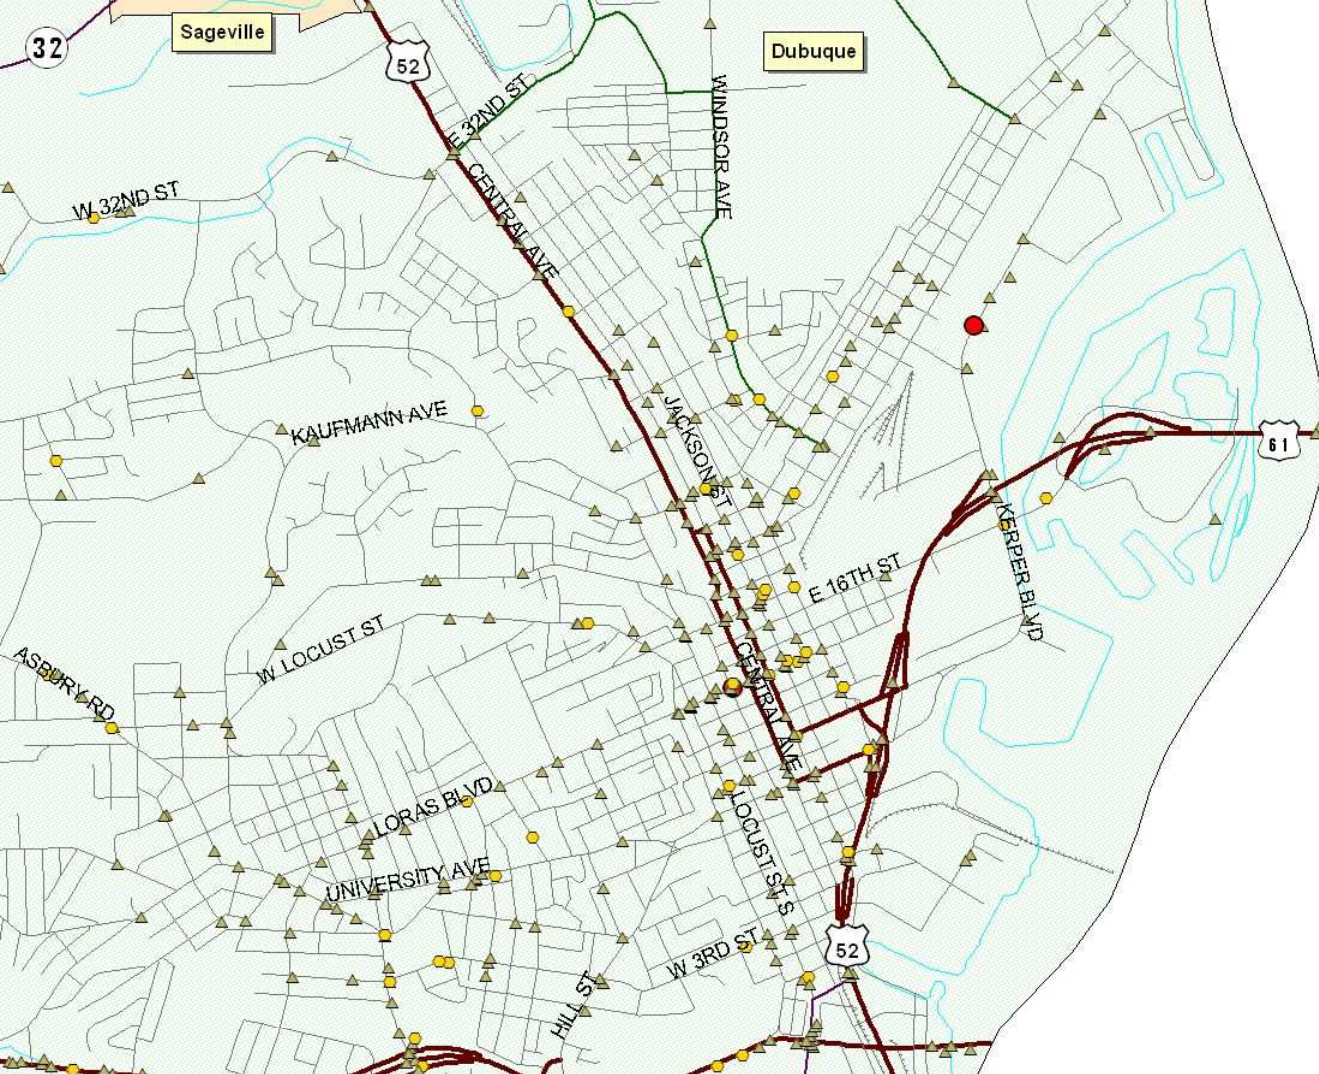 Sageville
32
52
Dubuque
E 32ND ST
WINDSOR AVE
W 32ND ST
CENTRAL AVE
JACKSON ST
KAUFMANN AVE
61
KERPER BLVD
E 16TH ST
W LOCUST ST
ASBURY RD
CENTRAL AVE
LORAS BLVD
LOCUST ST S
UNIVERSITY AVE
52
W 3RD ST
HILL ST